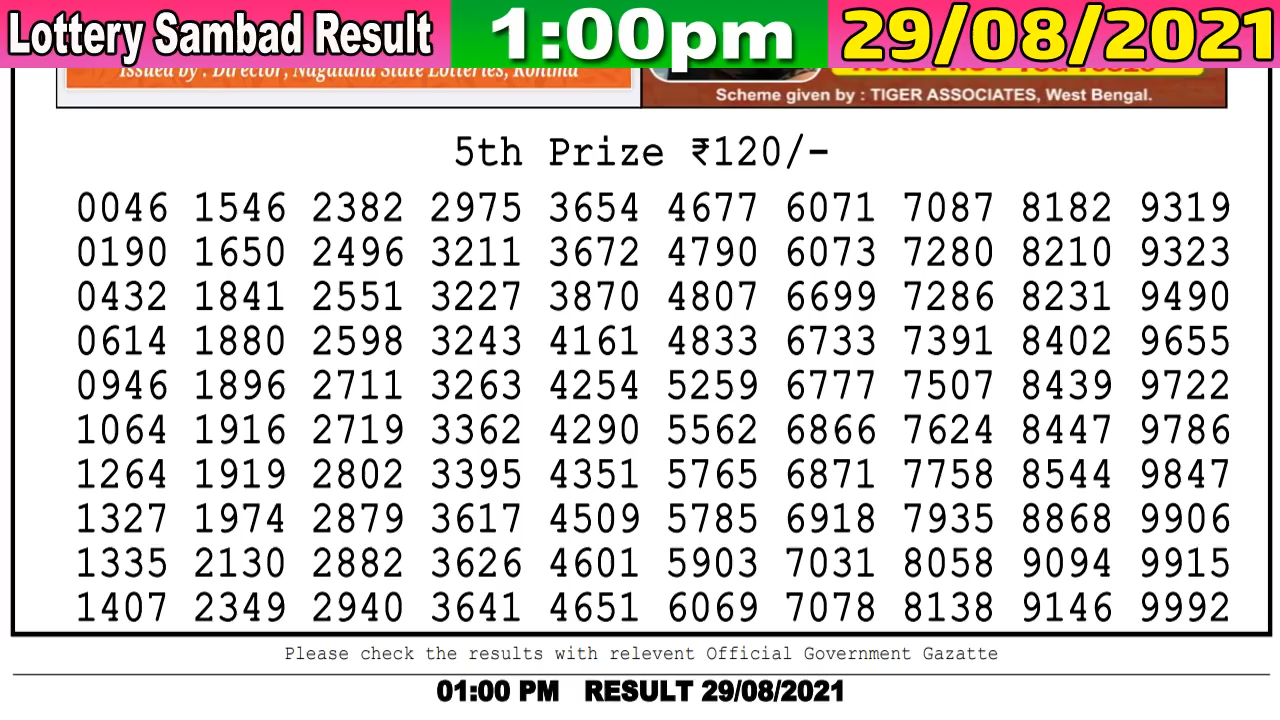 Lottery Sambad Result 1:00pm 29/08/2021
Issued by : Director, Nagaland State Lotteries, Kohima
Scheme given by : TIGER ASSOCIATES, West Bengal.
5th Prize ₹120/-
0046 1546 2382 2975 3654 4677 6071 7087 8182 9319
0190 1650 2496 3211 3672 4790 6073 7280 8210 9323
0432 1841 2551 3227 3870 4807 6699 7286 8231 9490
0614 1880 2598 3243 4161 4833 6733 7391 8402 9655
0946 1896 2711 3263 4254 5259 6777 7507 8439 9722
1064 1916 2719 3362 4290 5562 6866 7624 8447 9786
1264 1919 2802 3395 4351 5765 6871 7758 8544 9847
1327 1974 2879 3617 4509 5785 6918 7935 8868 9906
1335 2130 2882 3626 4601 5903 7031 8058 9094 9915
1407 2349 2940 3641 4651 6069 7078 8138 9146 9992
Please check the results with relevent Official Government Gazatte
01:00 PM RESULT 29/08/2021